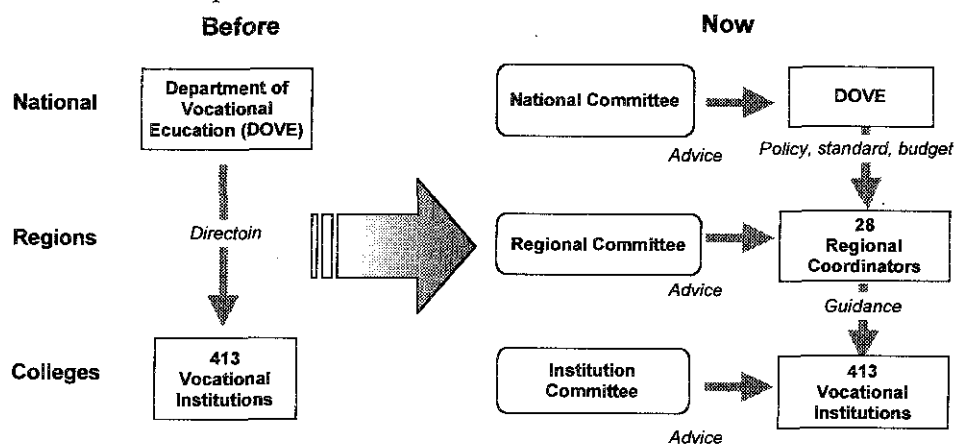 Before
Now
National
Department of
Vocational
Ecucation (DOVE)
National Committee
DOVE
Advice
Policy, standard, budget
Regions
Directoin
Regional Committee
28
Regional
Coordinators
Advice
Guidance
Colleges
413
Vocational
Institutions
Institution
Committee
413
Vocational
Institutions
Advice